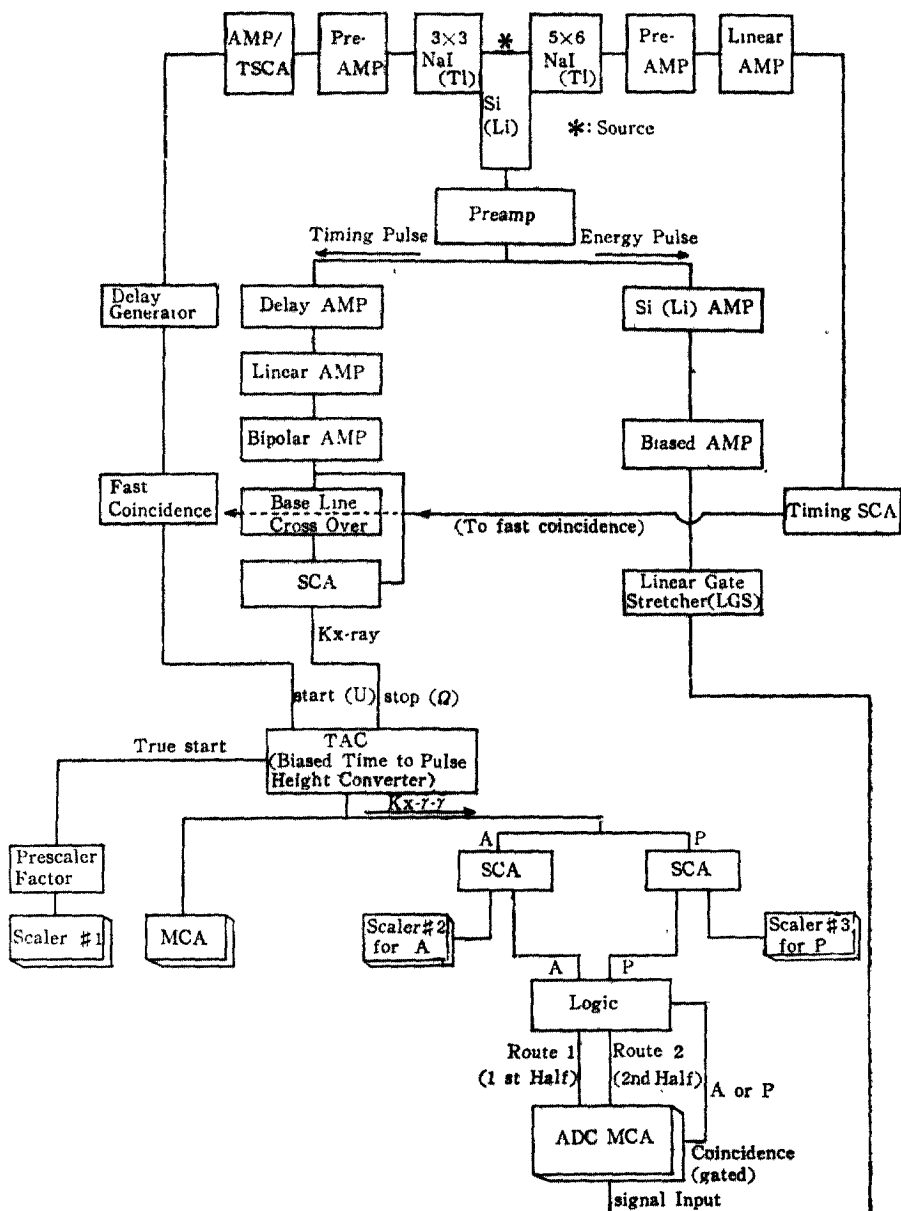 AMP/
TSCA
Pre-
AMP
3×3
NaI
(Tl)
*
5×6
NaI
(Tl)
Pre-
AMP
Linear
AMP
Si
(Li)
*: Source
Preamp
Timing Pulse
Energy Pulse
Delay
Generator
Delay AMP
Si (Li) AMP
Linear AMP
Bipolar AMP
Biased AMP
Fast
Coincidence
Base Line
Cross Over
(To fast coincidence)
Timing SCA
SCA
Linear Gate
Stretcher(LGS)
Kx-ray
start (U) stop (Ω)
True start
TAC
(Biased Time to Pulse
Height Converter)
Kx-γ-γ
A
P
SCA
SCA
Prescaler
Factor
Scaler #1
MCA
Scaler#2
for A
Scaler #3
for P
A
P
Logic
Route 1
(1 st Half)
Route 2
(2nd Half)
A or P
ADC MCA
Coincidence
(gated)
signal Input